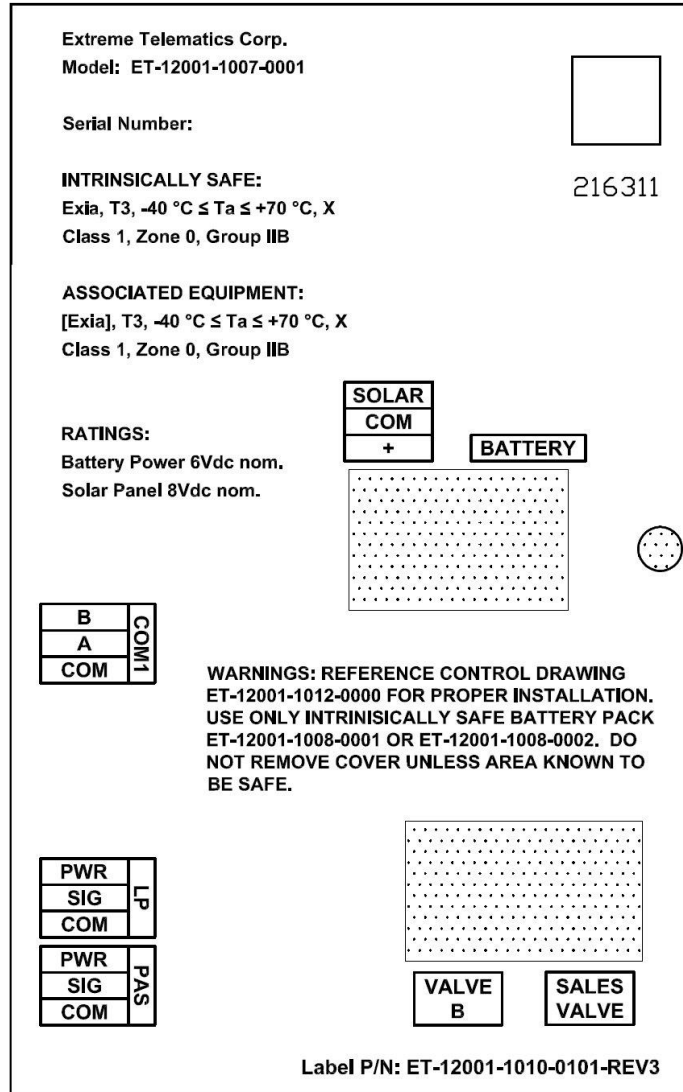 Extreme Telematics Corp.
Model: ET-12001-1007-0001
Serial Number:
216311
INTRINSICALLY SAFE:
Exia, T3, -40 °C ≤ Ta ≤ +70 °C, X
Class 1, Zone 0, Group IIB
ASSOCIATED EQUIPMENT:
[Exia], T3, -40 °C ≤ Ta ≤ +70 °C, X
Class 1, Zone 0, Group IIB
SOLAR
COM
+
BATTERY
RATINGS:
Battery Power 6Vdc nom.
Solar Panel 8Vdc nom.
B
A
COM
COM1
WARNINGS: REFERENCE CONTROL DRAWING
ET-12001-1012-0000 FOR PROPER INSTALLATION.
USE ONLY INTRINISICALLY SAFE BATTERY PACK
ET-12001-1008-0001 OR ET-12001-1008-0002. DO
NOT REMOVE COVER UNLESS AREA KNOWN TO
BE SAFE.
PWR
SIG
COM
LP
PWR
SIG
COM
PAS
VALVE
B
SALES
VALVE
Label P/N: ET-12001-1010-0101-REV3